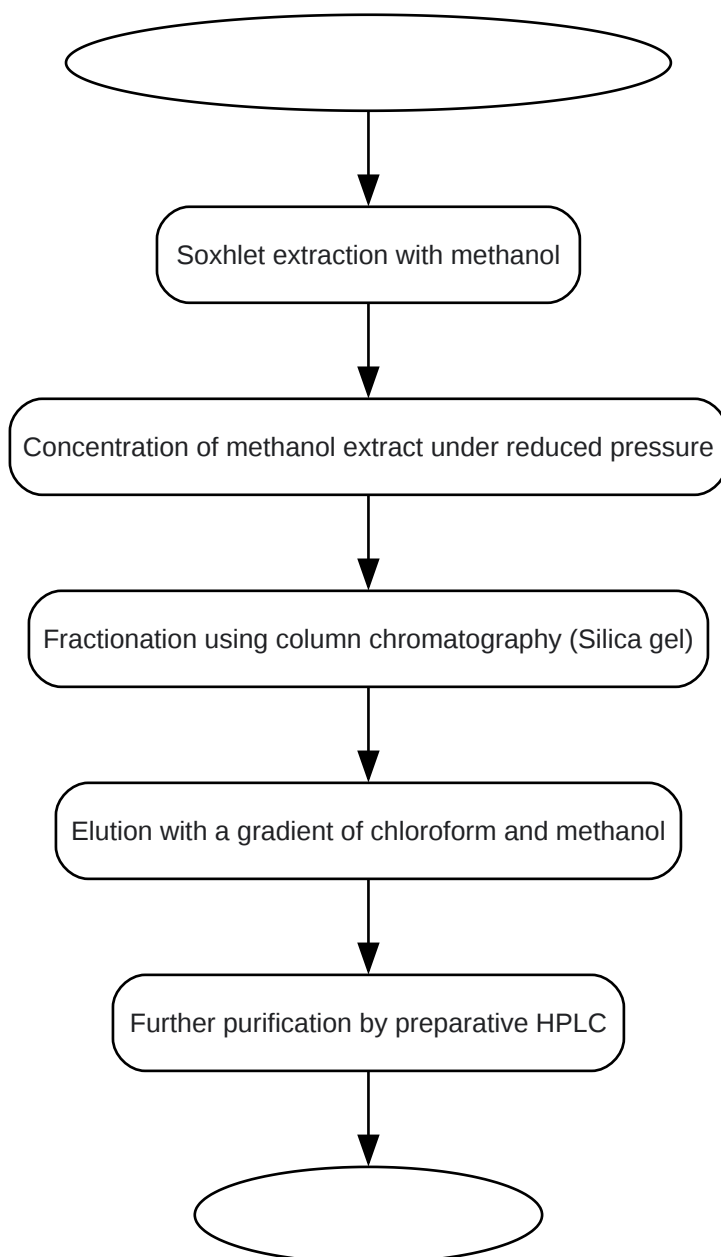 Soxhlet extraction with methanol
Concentration of methanol extract under reduced pressure
Fractionation using column chromatography (Silica gel)
Elution with a gradient of chloroform and methanol
Further purification by preparative HPLC